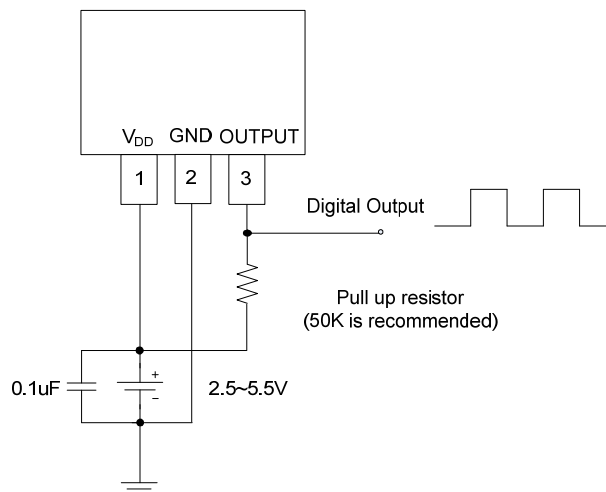 VDD GND OUTPUT
1 2 3
Digital Output
Pull up resistor
(50K is recommended)
+
0.1uF 2.5~5.5V
−